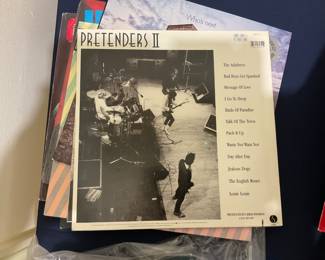 Who's next
PRETENDERS II
The Adultress
Bad Boys Get Spanked
Message Of Love
I Go To Sleep
Birds Of Paradise
Talk Of The Town
Pack It Up
Waste Not Want Not
Day After Day
Jealous Dogs
The English Roses
Louie Louie